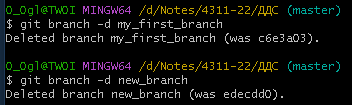 O_Ogl@TWOI MINGW64 /d/Notes/4311-22/ДДС (master)
$ git branch -d my_first_branch
Deleted branch my_first_branch (was c6e3a03).
O_Ogl@TWOI MINGW64 /d/Notes/4311-22/ДДС (master)
$ git branch -d new_branch
Deleted branch new_branch (was edecdd0).